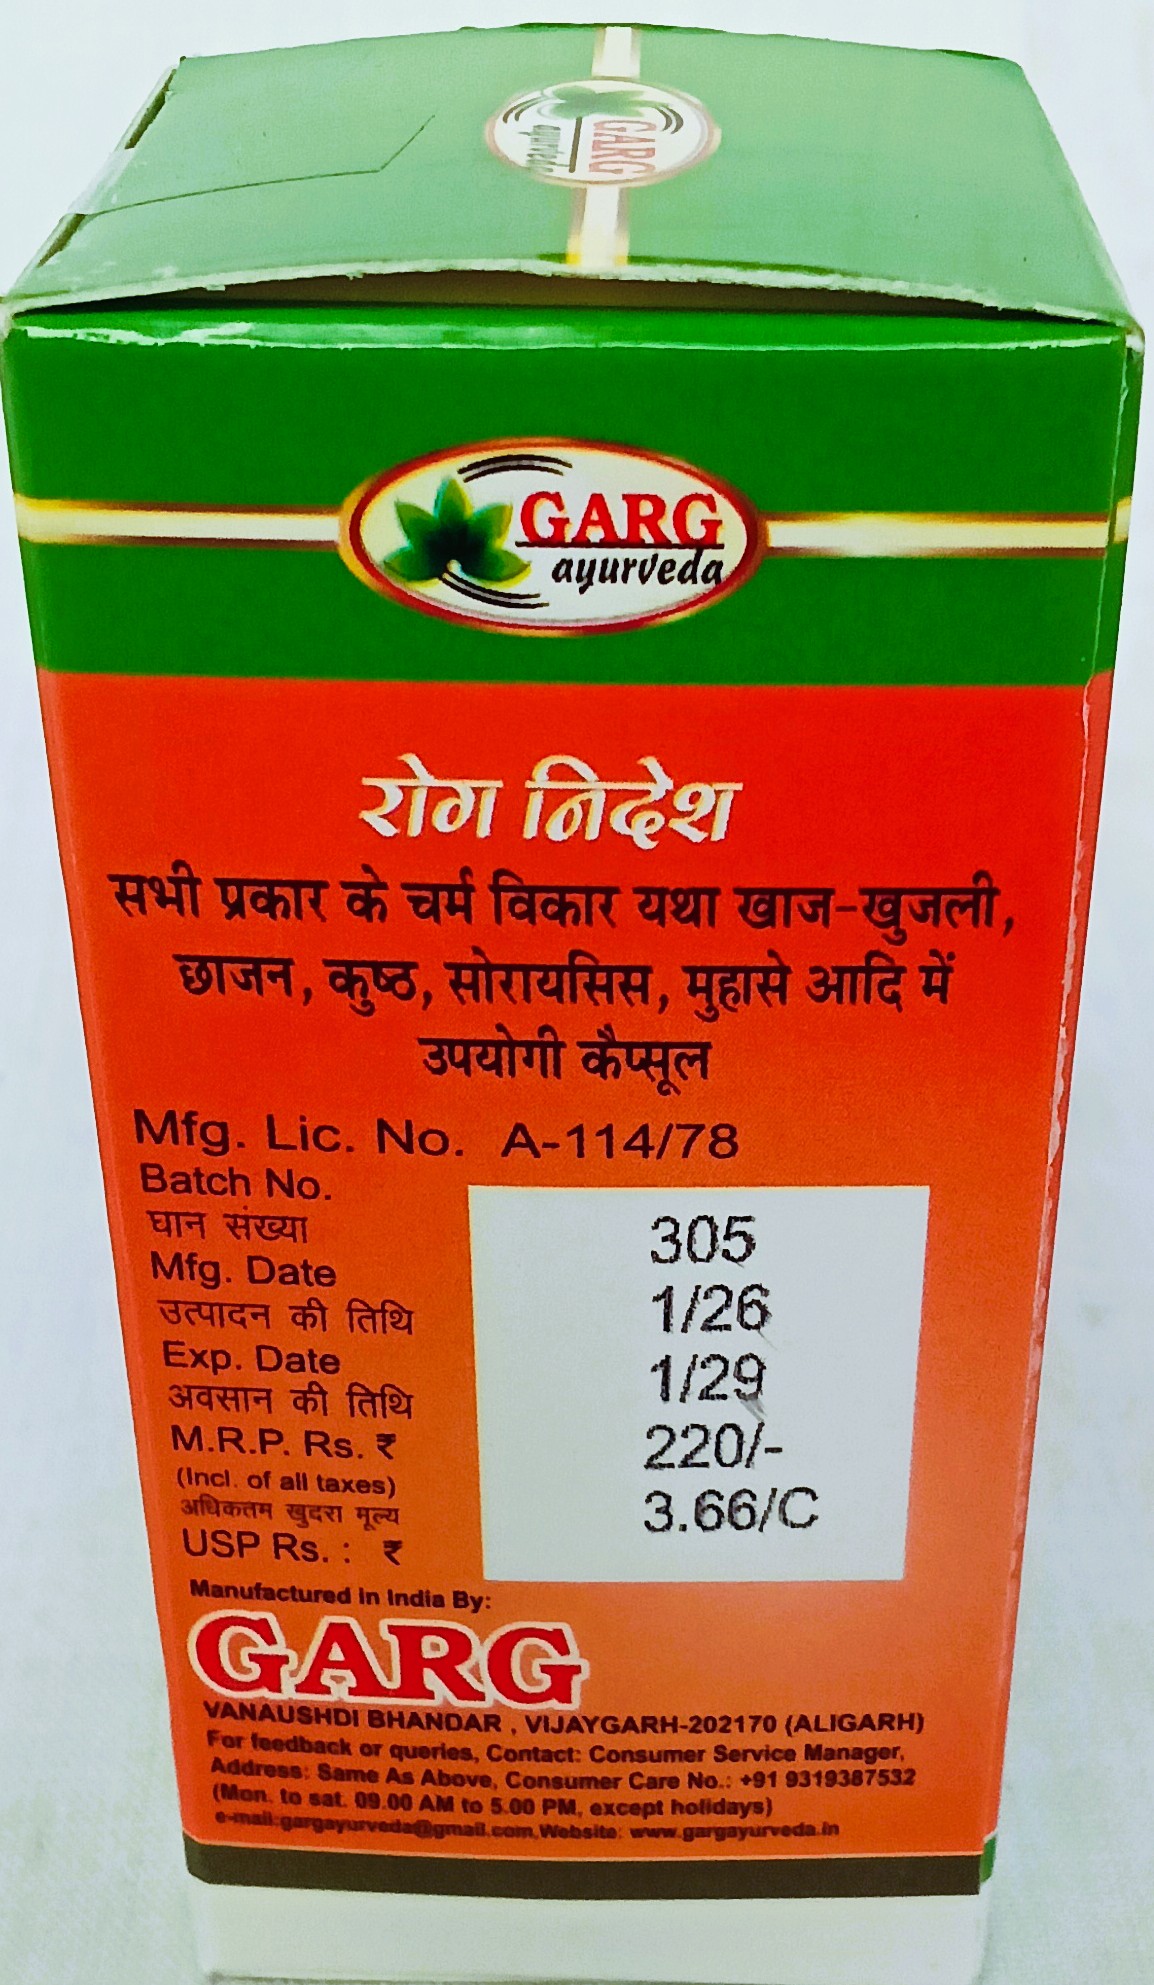 GARG
ayurveda
GARG
ayurveda
रोग निदेश
सभी प्रकार के चर्म विकार यथा खाज-खुजली,
छाजन, कुष्ठ, सोरायसिस, मुहासे आदि में
उपयोगी कैप्सूल
Mfg. Lic. No. A-114/78
Batch No.
घान संख्या 305
Mfg. Date 1/26
उत्पादन की तिथि
Exp. Date 1/29
अवसान की तिथि
M.R.P. Rs. ₹ 220/-
(Incl. of all taxes)
अधिकतम खुदरा मूल्य
USP Rs. : ₹ 3.66/C
Manufactured in India By:
GARG
VANAUSHDI BHANDAR , VIJAYGARH-202170 (ALIGARH)
For feedback or queries, Contact: Consumer Service Manager,
Address: Same As Above, Consumer Care No.: +91 9319387532
(Mon. to sat. 09.00 AM to 5.00 PM, except holidays)
e-mail:gargayurveda@gmail.com,Website: www.gargayurveda.in